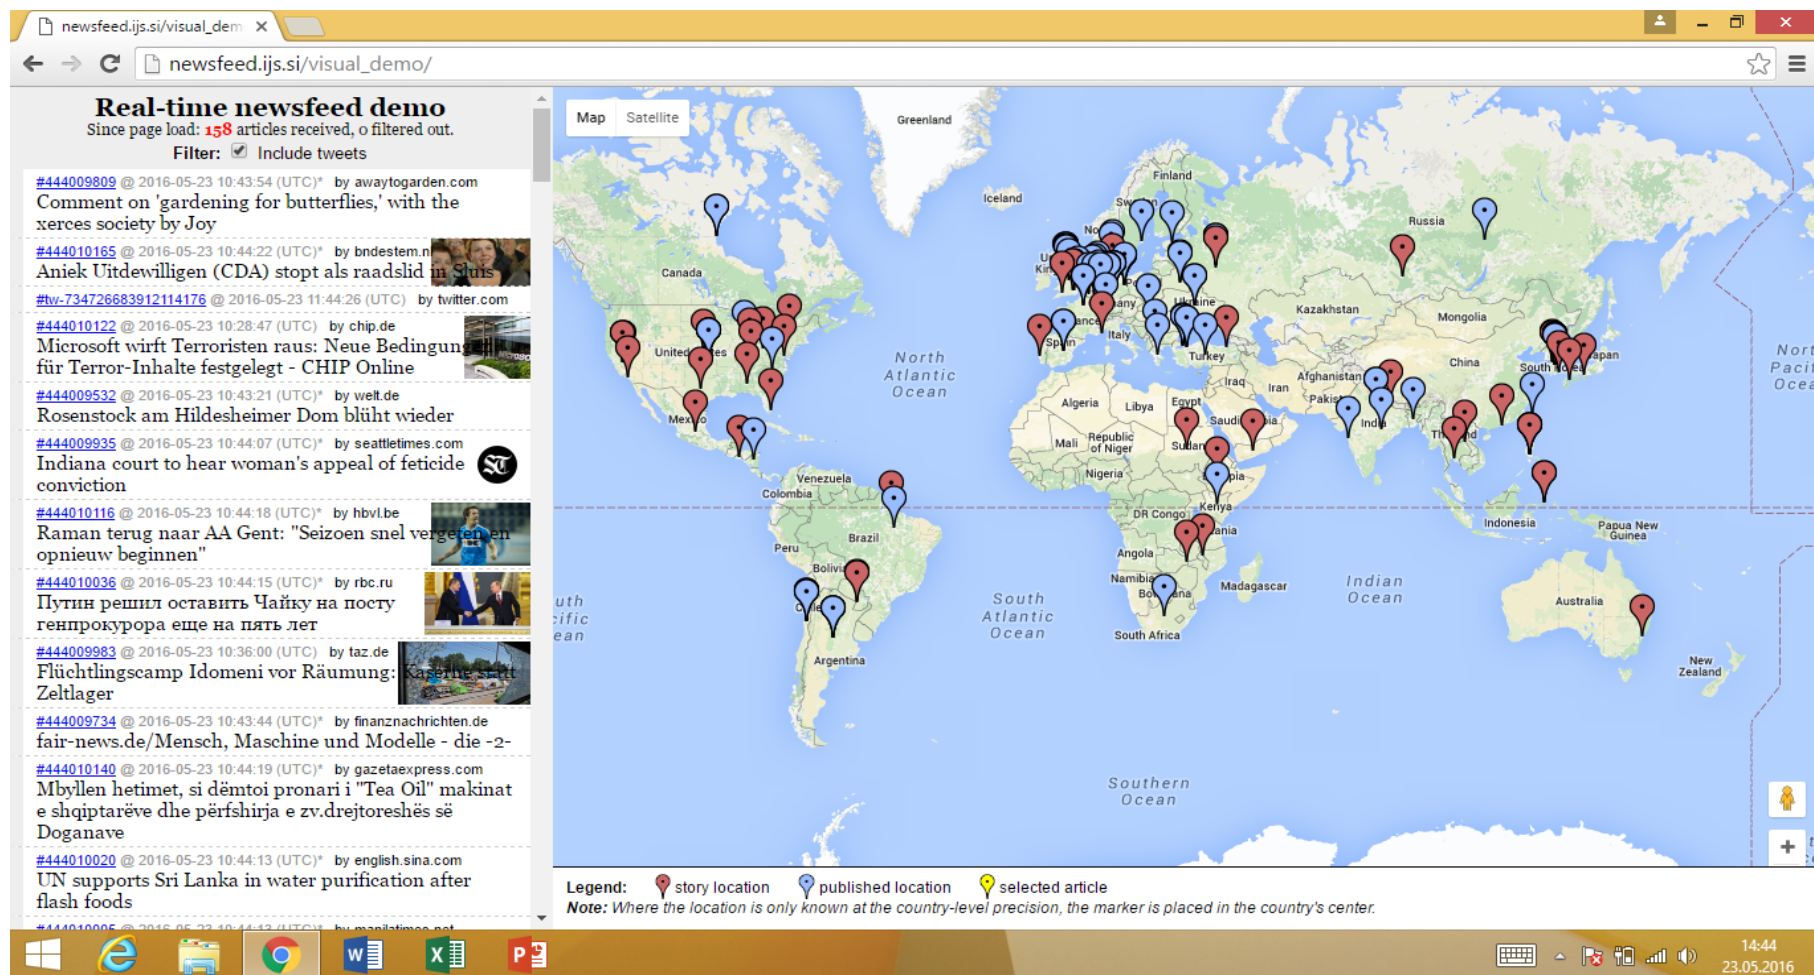 newsfeed.ijs.si/visual_dem
newsfeed.ijs.si/visual_demo/
Real-time newsfeed demo
Since page load: 158 articles received, 0 filtered out.
Filter: Include tweets
#444009809 @ 2016-05-23 10:43:54 (UTC)* by awaytogarden.com
Comment on 'gardening for butterflies,' with the
xerces society by Joy
#444010165 @ 2016-05-23 10:44:22 (UTC)* by bndestem.nl
Aniek Uitdewilligen (CDA) stopt als raadslid in Sluis
#tw-734726683912114176 @ 2016-05-23 11:44:26 (UTC) by twitter.com
#444010122 @ 2016-05-23 10:28:47 (UTC) by chip.de
Microsoft wirft Terroristen raus: Neue Bedingungen
für Terror-Inhalte festgelegt - CHIP Online
#444009532 @ 2016-05-23 10:43:21 (UTC)* by welt.de
Rosenstock am Hildesheimer Dom blüht wieder
#444009935 @ 2016-05-23 10:44:07 (UTC)* by seattletimes.com
Indiana court to hear woman's appeal of feticide
conviction
#444010116 @ 2016-05-23 10:44:18 (UTC)* by hbvl.be
Raman terug naar AA Gent: "Seizoen snel vergeten en
opnieuw beginnen"
#444010036 @ 2016-05-23 10:44:15 (UTC)* by rbc.ru
Путин решил оставить Чайку на посту
генпрокурора еще на пять лет
#444009983 @ 2016-05-23 10:36:00 (UTC) by taz.de
Flüchtlingscamp Idomeni vor Räumung: Kaserne statt
Zeltlager
#444009734 @ 2016-05-23 10:43:44 (UTC)* by finanznachrichten.de
fair-news.de/Mensch, Maschine und Modelle - die -2-
#444010140 @ 2016-05-23 10:44:19 (UTC)* by gazetaexpress.com
Mbyllen hetimet, si dëmtoi pronari i "Tea Oil" makinat
e shqiptarëve dhe përfshirja e zv.drejtoreshës së
Doganave
#444010020 @ 2016-05-23 10:44:13 (UTC)* by english.sina.com
UN supports Sri Lanka in water purification after
flash foods
Map Satellite
Greenland
Iceland
Finland
Russia
Canada
Kazakhstan
Mongolia
Italy
Turkey
North
Atlantic
Ocean
Afghanistan
China
Iraq
Iran
Algeria
Libya
Egypt
Mali
Republic
of Niger
Sudan
India
Nigeria
Venezuela
Colombia
DR Congo
Kenya
Indonesia
Papua New
Guinea
Peru
Brazil
Angola
Namibia
Madagascar
Indian
Ocean
Australia
South
Atlantic
Ocean
South Africa
Argentina
New
Zealand
Southern
Ocean
Legend: story location published location selected article
Note: Where the location is only known at the country-level precision, the marker is placed in the country's center.
14:44
23.05.2016